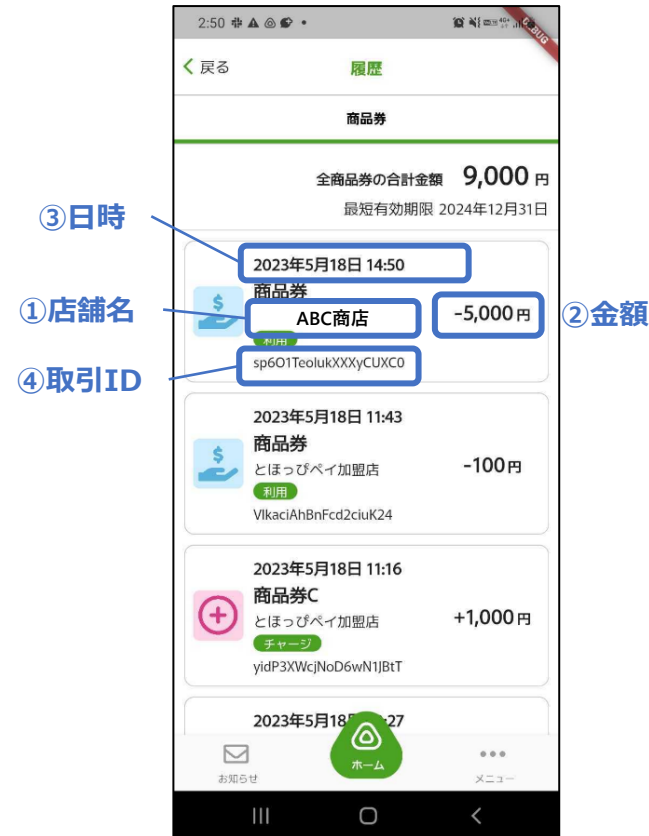 2:50
戻る
履歴
商品券
全商品券の合計金額 9,000 円
最短有効期限 2024年12月31日
③日時
2023年5月18日 14:50
商品券
①店舗名
ABC商店
-5,000 円
②金額
利用
④取引ID
sp6O1TeolukXXXyCUXC0
2023年5月18日 11:43
商品券
とほっぴペイ加盟店
-100 円
利用
VlkaciAhBnFcd2ciuK24
2023年5月18日 11:16
商品券C
とほっぴペイ加盟店
+1,000 円
チャージ
yidP3XWcjNoD6wN1JBtT
2023年5月18 27
お知らせ
ホーム
メニュー